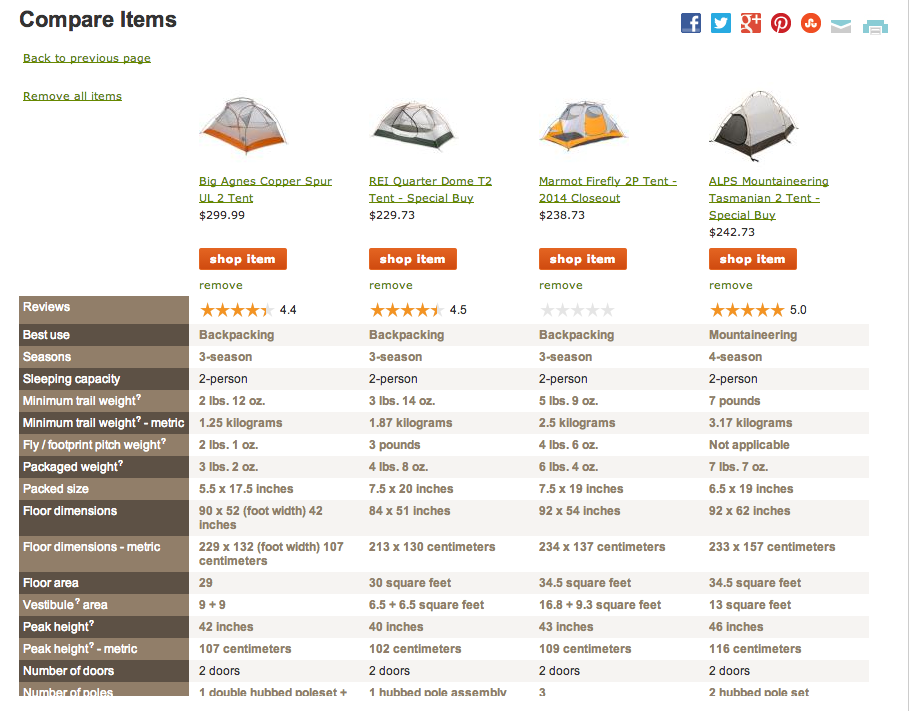 Compare Items
Back to previous page
Remove all items
Big Agnes Copper Spur
UL 2 Tent
$299.99
REI Quarter Dome T2
Tent - Special Buy
$229.73
Marmot Firefly 2P Tent -
2014 Closeout
$238.73
ALPS Mountaineering
Tasmanian 2 Tent -
Special Buy
$242.73
shop item shop item shop item shop item
remove remove remove remove
Reviews 4.4 4.5 5.0
Best use Backpacking Backpacking Backpacking Mountaineering
Seasons 3-season 3-season 3-season 4-season
Sleeping capacity 2-person 2-person 2-person 2-person
Minimum trail weight? 2 lbs. 12 oz. 3 lbs. 14 oz. 5 lbs. 9 oz. 7 pounds
Minimum trail weight? - metric 1.25 kilograms 1.87 kilograms 2.5 kilograms 3.17 kilograms
Fly / footprint pitch weight? 2 lbs. 1 oz. 3 pounds 4 lbs. 6 oz. Not applicable
Packaged weight? 3 lbs. 2 oz. 4 lbs. 8 oz. 6 lbs. 4 oz. 7 lbs. 7 oz.
Packed size 5.5 x 17.5 inches 7.5 x 20 inches 7.5 x 19 inches 6.5 x 19 inches
Floor dimensions 90 x 52 (foot width) 42 84 x 51 inches 92 x 54 inches 92 x 62 inches
inches
Floor dimensions - metric 229 x 132 (foot width) 107 213 x 130 centimeters 234 x 137 centimeters 233 x 157 centimeters
centimeters
Floor area 29 30 square feet 34.5 square feet 34.5 square feet
Vestibule? area 9 + 9 6.5 + 6.5 square feet 16.8 + 9.3 square feet 13 square feet
Peak height? 42 inches 40 inches 43 inches 46 inches
Peak height? - metric 107 centimeters 102 centimeters 109 centimeters 116 centimeters
Number of doors 2 doors 2 doors 2 doors 2 doors
Number of poles 1 double hubbed poleset + 1 hubbed pole assembly 3 2 hubbed pole set